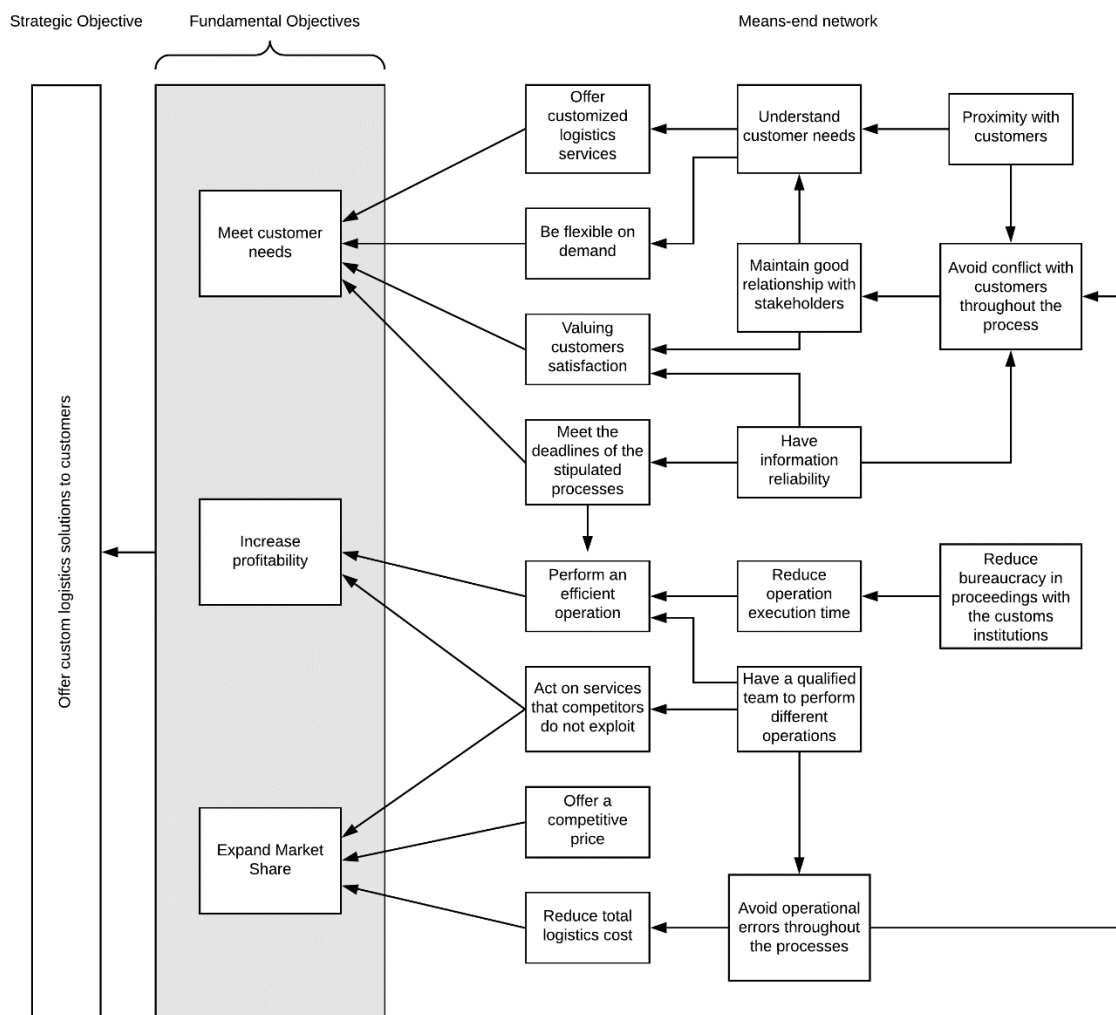 Strategic Objective
Fundamental Objectives
Means-end network
Offer custom logistics solutions to customers
Meet customer
needs
Increase
profitability
Expand Market
Share
Offer
customized
logistics
services
Be flexible on
demand
Valuing
customers
satisfaction
Meet the
deadlines of the
stipulated
processes
Perform an
efficient
operation
Act on services
that competitors
do not exploit
Offer a
competitive
price
Reduce total
logistics cost
Understand
customer needs
Maintain good
relationship with
stakeholders
Have
information
reliability
Reduce
operation
execution time
Have a qualified
team to perform
different
operations
Avoid operational
errors throughout
the processes
Proximity with
customers
Avoid conflict with
customers
throughout the
process
Reduce
bureaucracy in
proceedings with
the customs
institutions